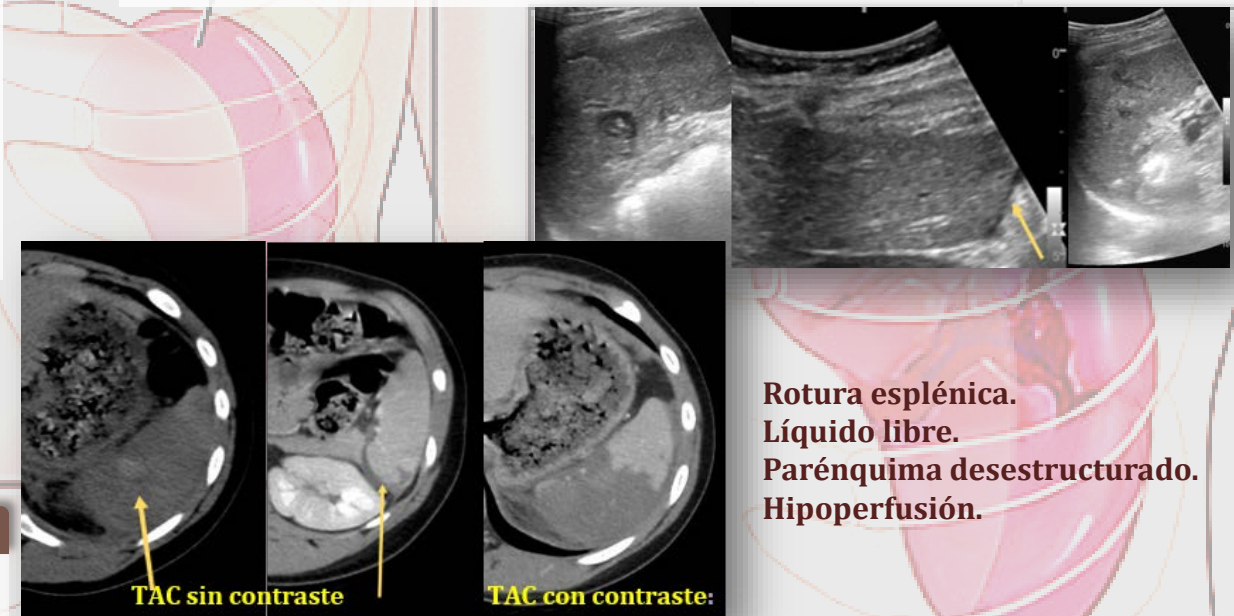 Rotura esplénica.
Líquido libre.
Parénquima desestructurado.
Hipoperfusión.
TAC sin contraste
TAC con contraste: